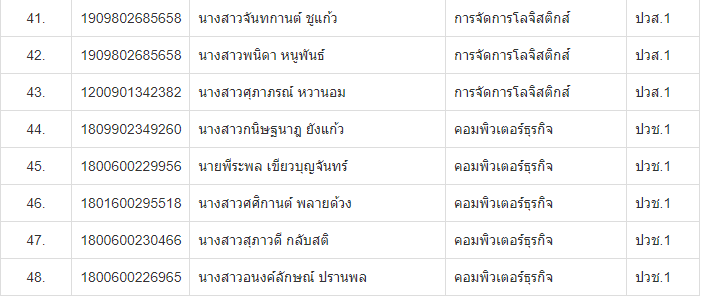 41. 1909802685658 นางสาวจันทกานต์ ชูแก้ว การจัดการโลจิสติกส์ ปวส.1
42. 1909802685658 นางสาวพนิดา หนูพันธ์ การจัดการโลจิสติกส์ ปวส.1
43. 1200901342382 นางสาวศุภาภรณ์ หวานอม การจัดการโลจิสติกส์ ปวส.1
44. 1809902349260 นางสาวกนิษฐนาฎ ยังแก้ว คอมพิวเตอร์ธุรกิจ ปวช.1
45. 1800600229956 นายพีระพล เขียวบุญจันทร์ คอมพิวเตอร์ธุรกิจ ปวช.1
46. 1801600295518 นางสาวศศิกานต์ พลายด้วง คอมพิวเตอร์ธุรกิจ ปวช.1
47. 1800600230466 นางสาวสุภาวดี กลับสติ คอมพิวเตอร์ธุรกิจ ปวช.1
48. 1800600226965 นางสาวอนงค์ลักษณ์ ปรานพล คอมพิวเตอร์ธุรกิจ ปวช.1